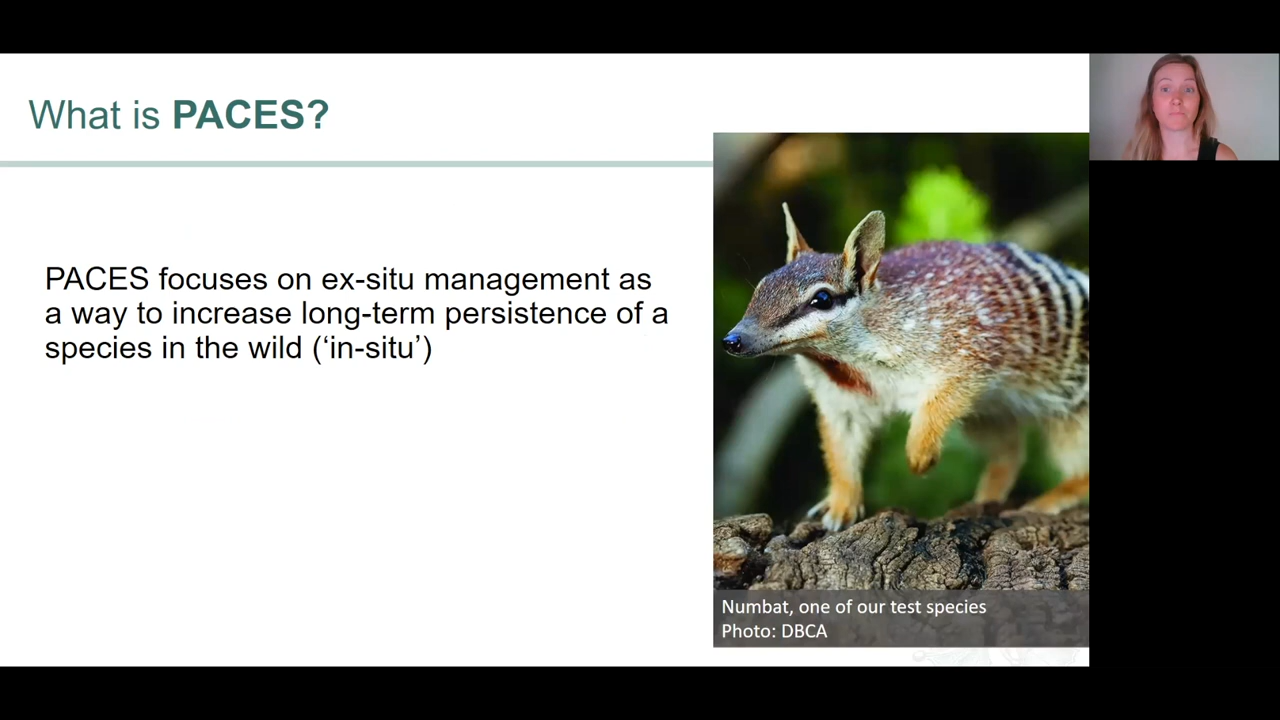 What is PACES?
PACES focuses on ex-situ management as
a way to increase long-term persistence of a
species in the wild (‘in-situ’)
Numbat, one of our test species
Photo: DBCA